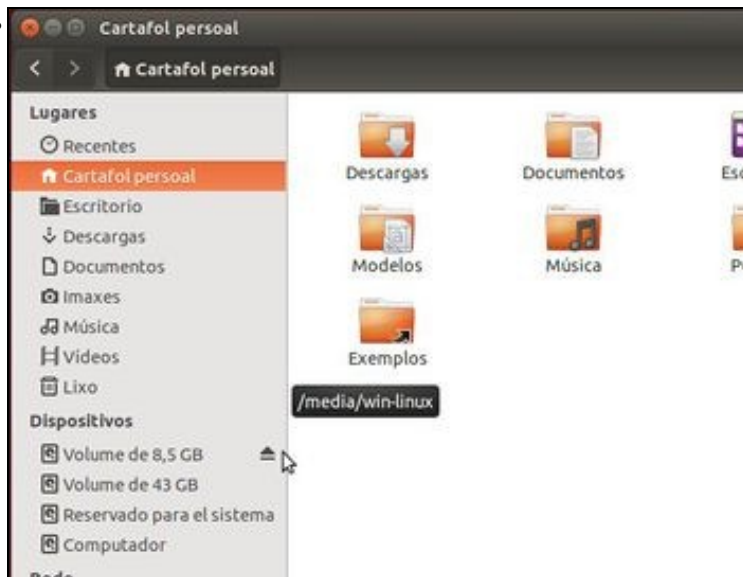 Cartafol persoal
Cartafol persoal
Lugares
Recentes
Cartafol persoal
Escritorio
Descargas
Documentos
Imaxes
Música
Vídeos
Lixo
Dispositivos
Volume de 8,5 GB
Volume de 43 GB
Reservado para el sistema
Computador
Descargas
Documentos
Modelos
Música
Exemplos
/media/win-linux